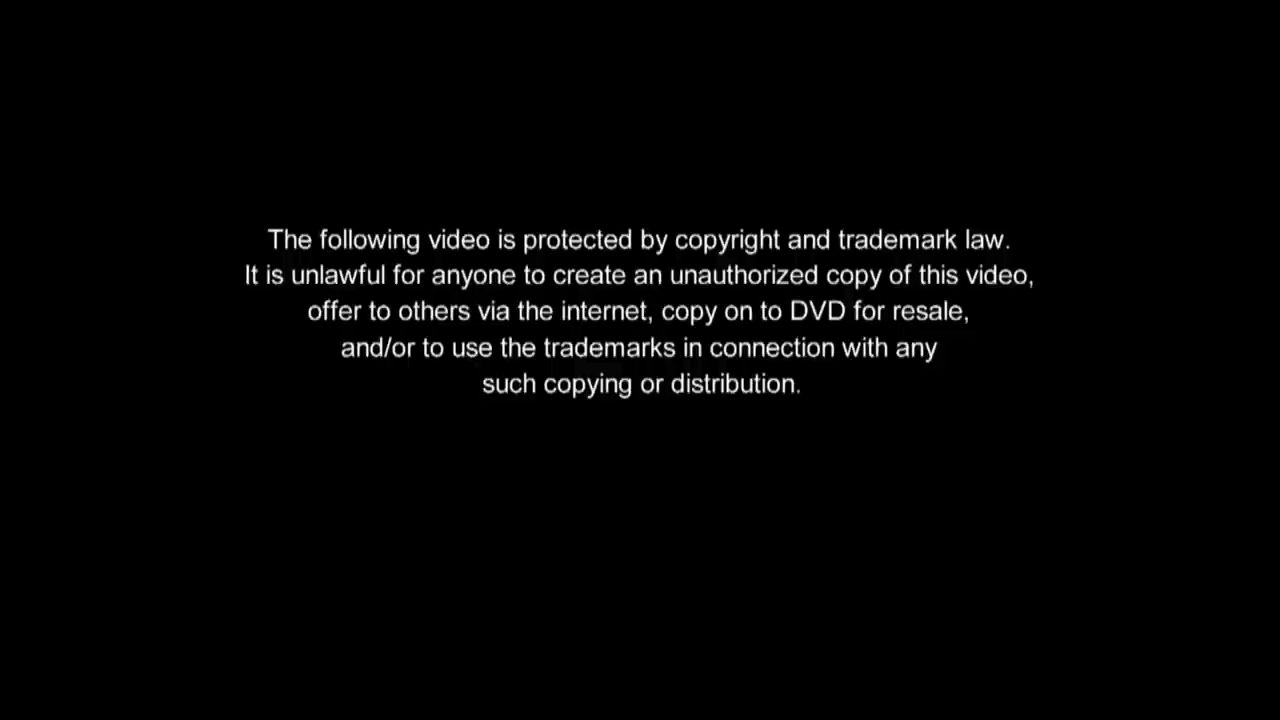 The following video is protected by copyright and trademark law.
It is unlawful for anyone to create an unauthorized copy of this video,
offer to others via the internet, copy on to DVD for resale,
and/or to use the trademarks in connection with any
such copying or distribution.